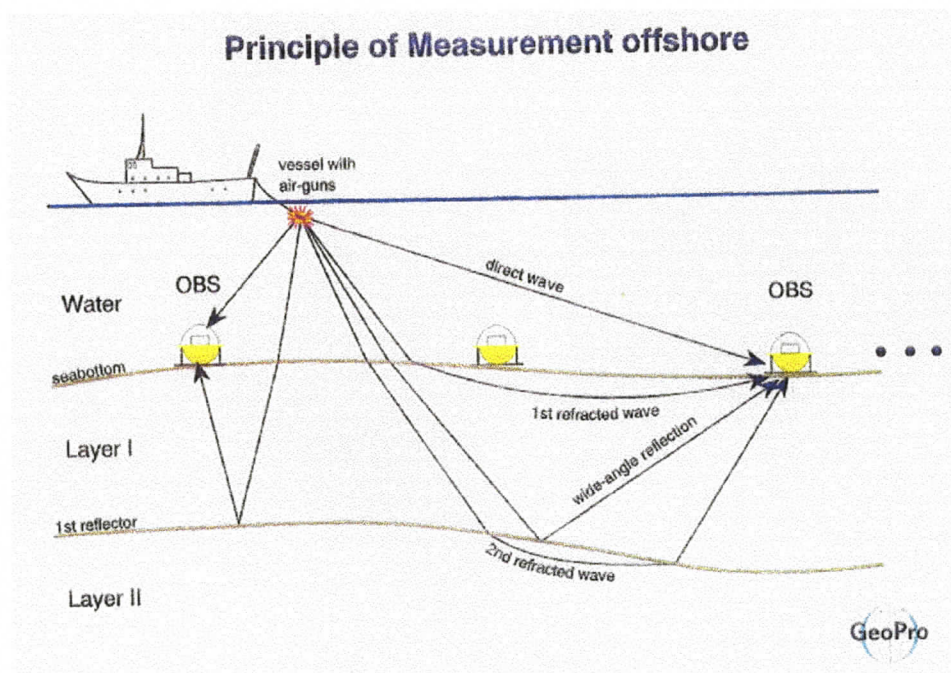 Principle of Measurement offshore
vessel with
air-guns
direct wave
OBS
OBS
Water
seabottom
1st refracted wave
Layer I
wide-angle reflection
1st reflector
2nd refracted wave
Layer II
GeoPro